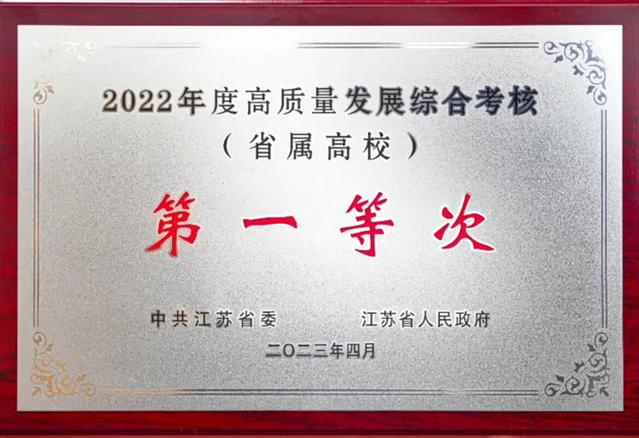 2022年度高质量发展综合考核
（省属高校）
第一等次
中共江苏省委 江苏省人民政府
二〇二三年四月